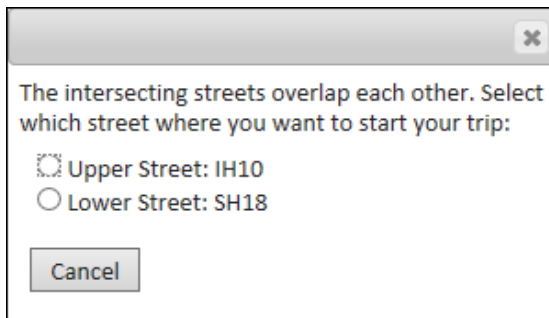 The intersecting streets overlap each other. Select
which street where you want to start your trip:
Upper Street: IH10
Lower Street: SH18
Cancel